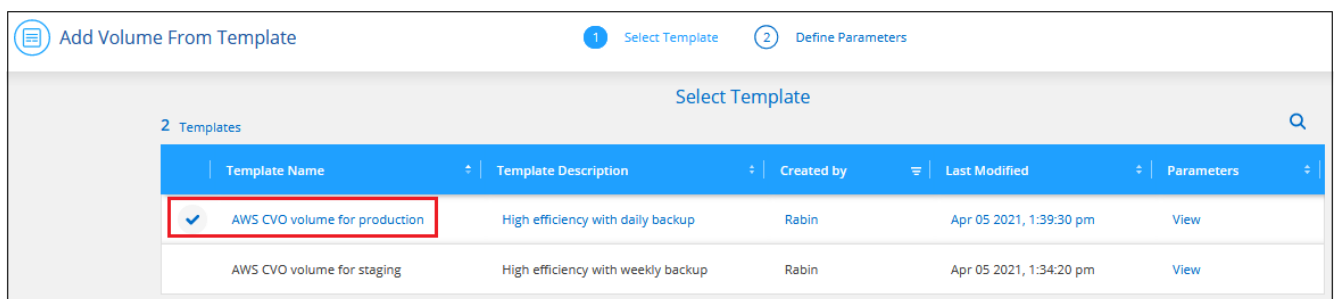 Add Volume From Template
1 Select Template 2 Define Parameters
Select Template
2 Templates
Template Name Template Description Created by Last Modified Parameters
AWS CVO volume for production High efficiency with daily backup Rabin Apr 05 2021, 1:39:30 pm View
AWS CVO volume for staging High efficiency with weekly backup Rabin Apr 05 2021, 1:34:20 pm View